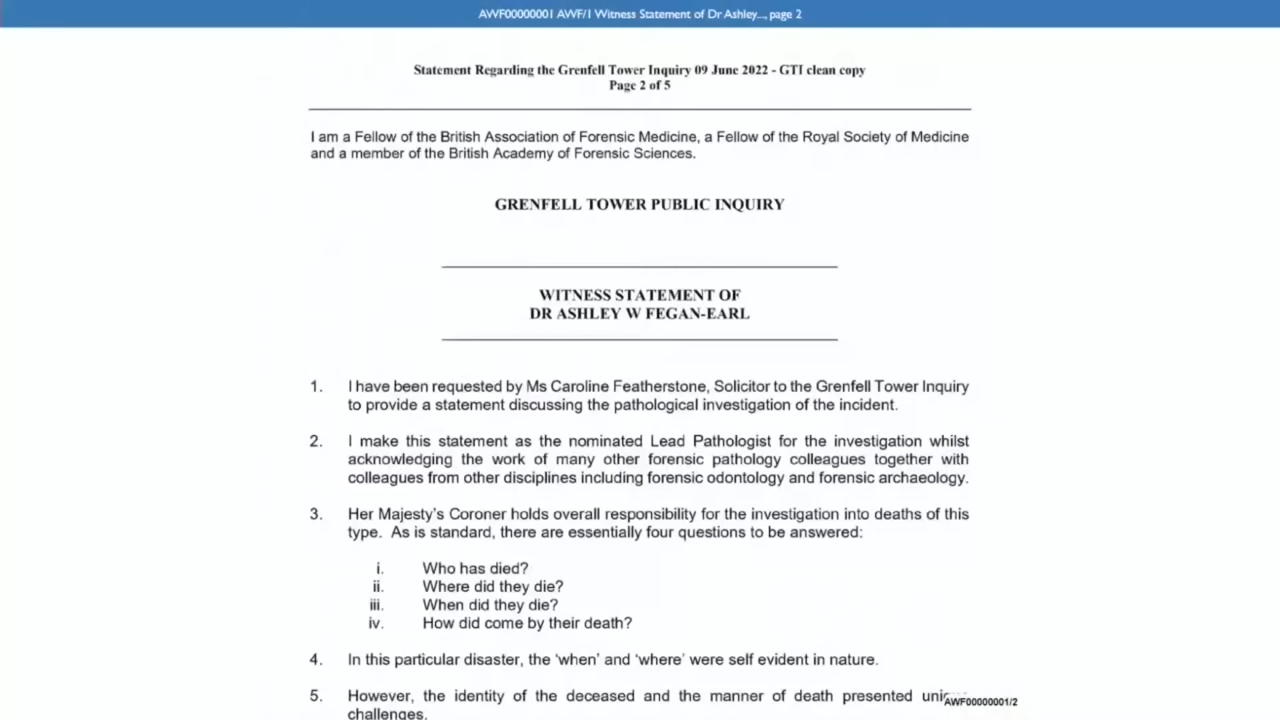 AWF00000001 AWF/1 Witness Statement of Dr Ashley..., page 2
Statement Regarding the Grenfell Tower Inquiry 09 June 2022 - GTI clean copy
Page 2 of 5
I am a Fellow of the British Association of Forensic Medicine, a Fellow of the Royal Society of Medicine
and a member of the British Academy of Forensic Sciences.
GRENFELL TOWER PUBLIC INQUIRY
WITNESS STATEMENT OF
DR ASHLEY W FEGAN-EARL
1. I have been requested by Ms Caroline Featherstone, Solicitor to the Grenfell Tower Inquiry
to provide a statement discussing the pathological investigation of the incident.
2. I make this statement as the nominated Lead Pathologist for the investigation whilst
acknowledging the work of many other forensic pathology colleagues together with
colleagues from other disciplines including forensic odontology and forensic archaeology.
3. Her Majesty's Coroner holds overall responsibility for the investigation into deaths of this
type. As is standard, there are essentially four questions to be answered:
i. Who has died?
ii. Where did they die?
iii. When did they die?
iv. How did come by their death?
4. In this particular disaster, the 'when' and 'where' were self evident in nature.
5. However, the identity of the deceased and the manner of death presented
AWF00000001/2
challenges.